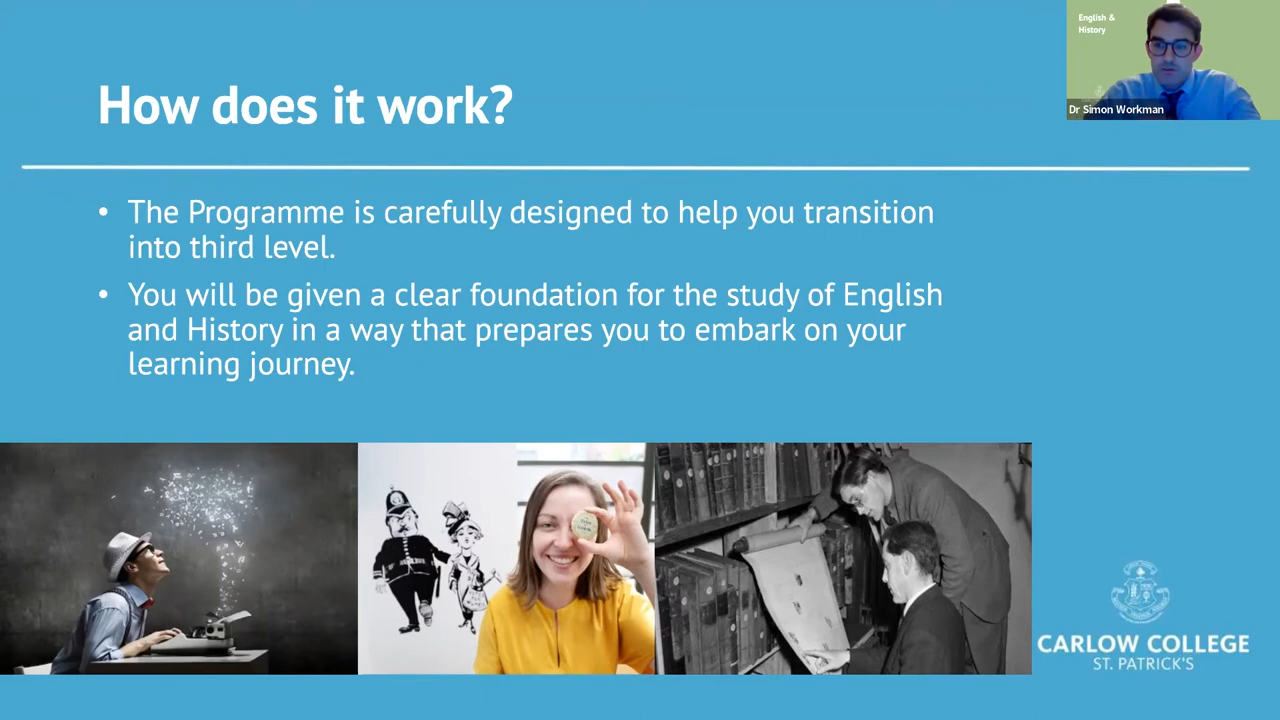 English &
History
Dr Simon Workman
How does it work?
• The Programme is carefully designed to help you transition
into third level.
• You will be given a clear foundation for the study of English
and History in a way that prepares you to embark on your
learning journey.
CARLOW COLLEGE
ST. PATRICK'S